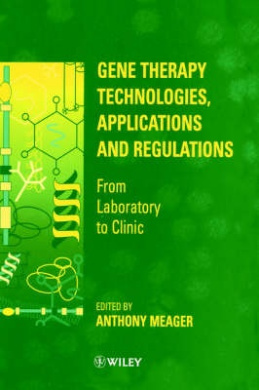 GENE THERAPY
TECHNOLOGIES,
APPLICATIONS
AND REGULATIONS
From
Laboratory
to Clinic
EDITED BY
ANTHONY MEAGER
WILEY